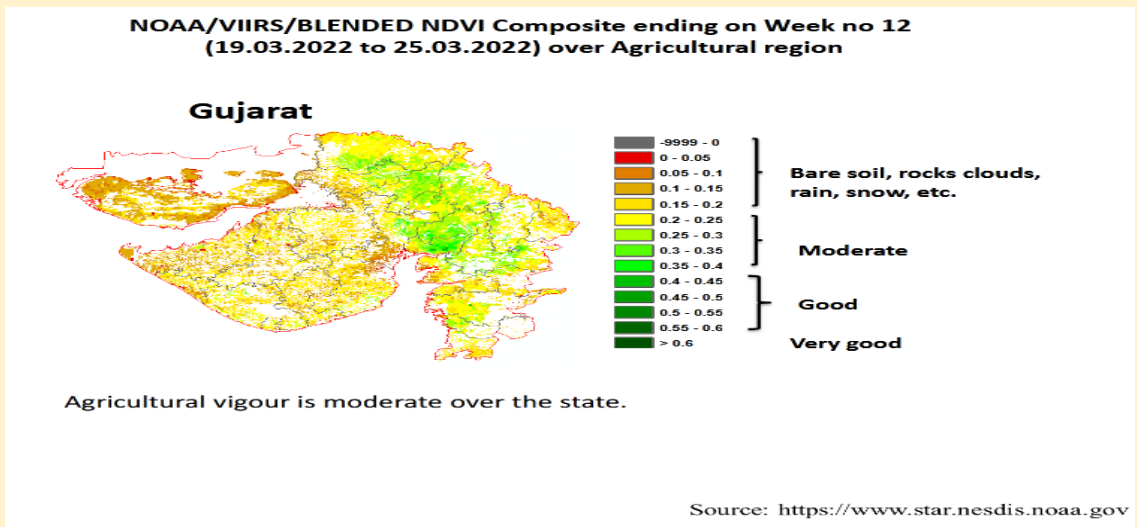 NOAA/VIIRS/BLENDED NDVI Composite ending on Week no 12
(19.03.2022 to 25.03.2022) over Agricultural region
Gujarat
-9999 - 0
0 - 0.05
0.05 - 0.1
0.1 - 0.15
0.15 - 0.2
0.2 - 0.25
0.25 - 0.3
0.3 - 0.35
0.35 - 0.4
0.4 - 0.45
0.45 - 0.5
0.5 - 0.55
0.55 - 0.6
> 0.6
Bare soil, rocks clouds,
rain, snow, etc.
Moderate
Good
Very good
Agricultural vigour is moderate over the state.
Source: https://www.star.nesdis.noaa.gov